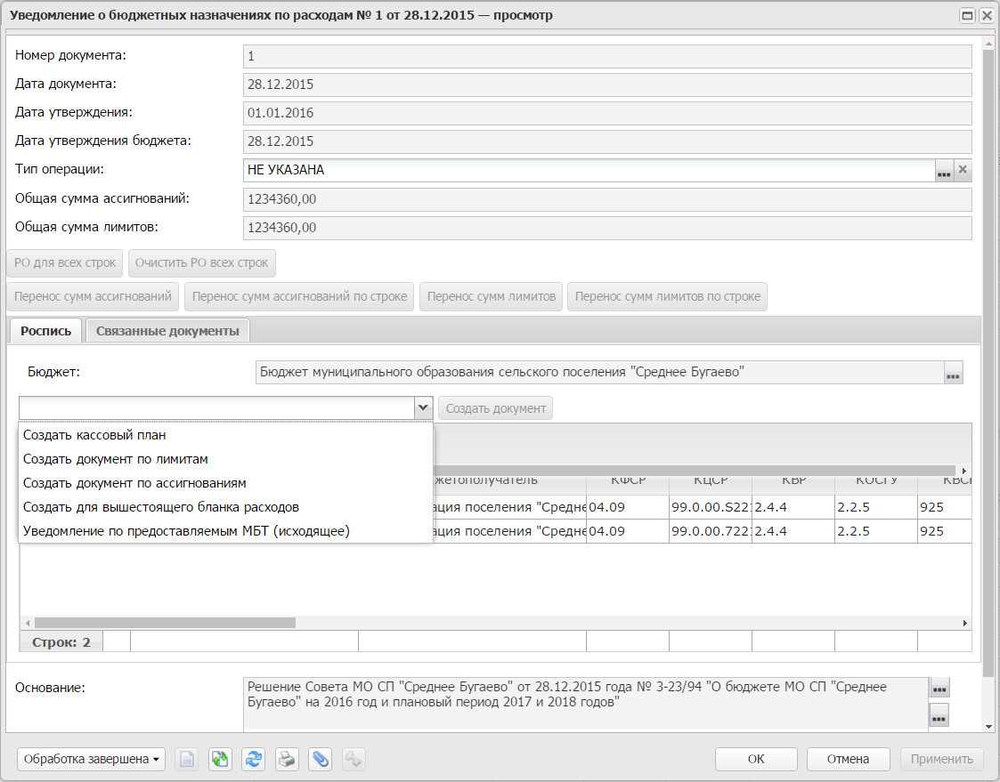 Уведомление о бюджетных назначениях по расходам № 1 от 28.12.2015 — просмотр
Номер документа: 1
Дата документа: 28.12.2015
Дата утверждения: 01.01.2016
Дата утверждения бюджета: 28.12.2015
Тип операции: НЕ УКАЗАНА
Общая сумма ассигнований: 1234360,00
Общая сумма лимитов: 1234360,00
РО для всех строк Очистить РО всех строк
Перенос сумм ассигнований Перенос сумм ассигнований по строке Перенос сумм лимитов Перенос сумм лимитов по строке
Роспись Связанные документы
Бюджет: Бюджет муниципального образования сельского поселения "Среднее Бугаево"
Создать документ
Создать кассовый план
Создать документ по лимитам
Создать документ по ассигнованиям
Создать для вышестоящего бланка расходов
Уведомление по предоставляемым МБТ (исходящее)
жетополучатель КФСР КЦСР КВР КОСГУ КВС
ация поселения "Средне 04.09 99.0.00.S221 2.4.4 2.2.5 925
ация поселения "Средне 04.09 99.0.00.7221 2.4.4 2.2.5 925
Строк: 2
Основание: Решение Совета МО СП "Среднее Бугаево" от 28.12.2015 года № 3-23/94 "О бюджете МО СП "Среднее
Бугаево" на 2016 год и плановый период 2017 и 2018 годов"
Обработка завершена ОК Отмена Применить